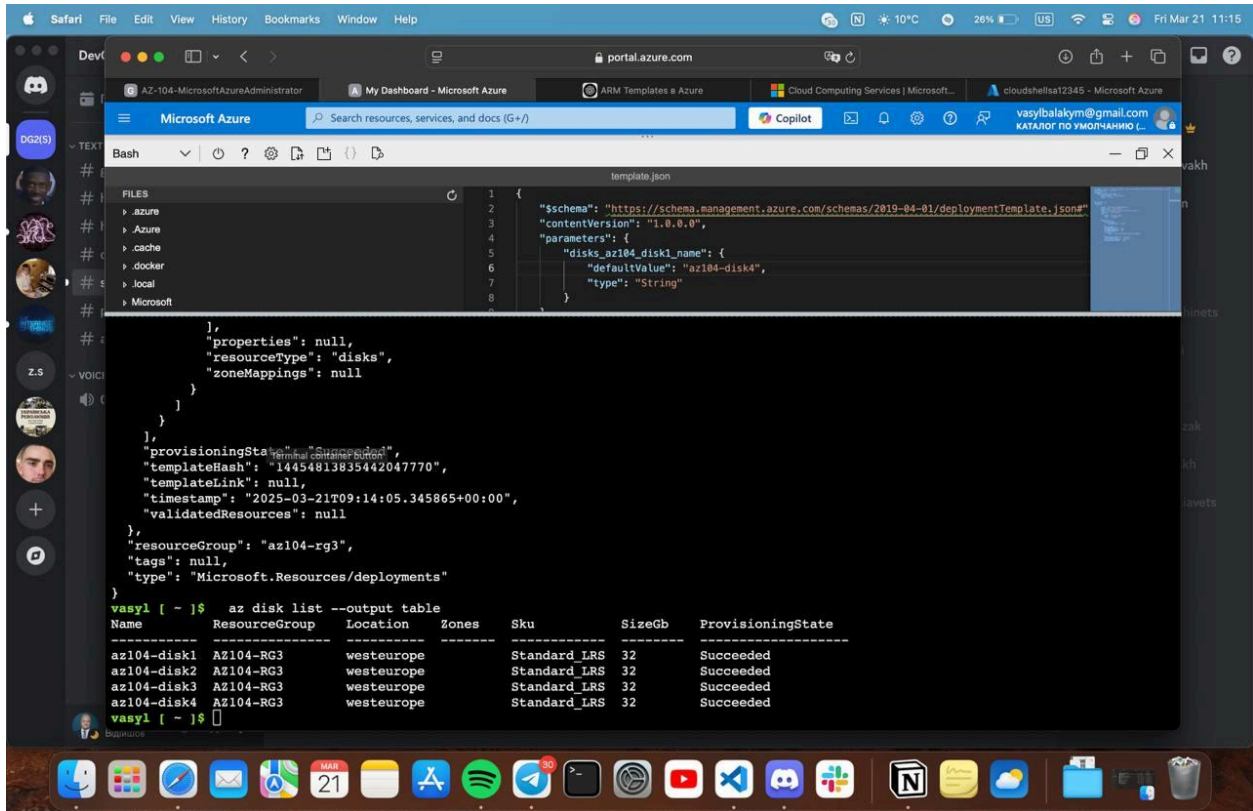 Safari File Edit View History Bookmarks Window Help
30
N
10°C
26%
US
Fri Mar 21 11:15
portal.azure.com
G AZ-104-MicrosoftAzureAdministrator
A My Dashboard – Microsoft Azure
ARM Templates в Azure
Cloud Computing Services | Microsoft...
cloudshellsa12345 - Microsoft Azure
Microsoft Azure
Search resources, services, and docs (G+/)
Copilot
vasylbalakym@gmail.com
КАТАЛОГ ПО УМОЛЧАНИЮ (...
Bash
template.json
FILES
.azure
.Azure
.cache
.docker
.local
Microsoft
1 {
2 "$schema": "https://schema.management.azure.com/schemas/2019-04-01/deploymentTemplate.json#"
3 "contentVersion": "1.0.0.0",
4 "parameters": {
5 "disks_az104_disk1_name": {
6 "defaultValue": "az104-disk4",
7 "type": "String"
8 }
DG2(S)
TEXT
Z.S
],
"properties": null,
"resourceType": "disks",
"zoneMappings": null
}
]
}
],
"provisioningState": "Succeeded",
Terminal container button
"templateHash": "14454813835442047770",
"templateLink": null,
"timestamp": "2025-03-21T09:14:05.345865+00:00",
"validatedResources": null
},
"resourceGroup": "az104-rg3",
"tags": null,
"type": "Microsoft.Resources/deployments"
}
vasyl [ ~ ]$ az disk list --output table
Name ResourceGroup Location Zones Sku SizeGb ProvisioningState
----------- --------------- ---------- ------- ------------ -------- -------------------
az104-disk1 AZ104-RG3 westeurope Standard_LRS 32 Succeeded
az104-disk2 AZ104-RG3 westeurope Standard_LRS 32 Succeeded
az104-disk3 AZ104-RG3 westeurope Standard_LRS 32 Succeeded
az104-disk4 AZ104-RG3 westeurope Standard_LRS 32 Succeeded
vasyl [ ~ ]$
MAR
21
30